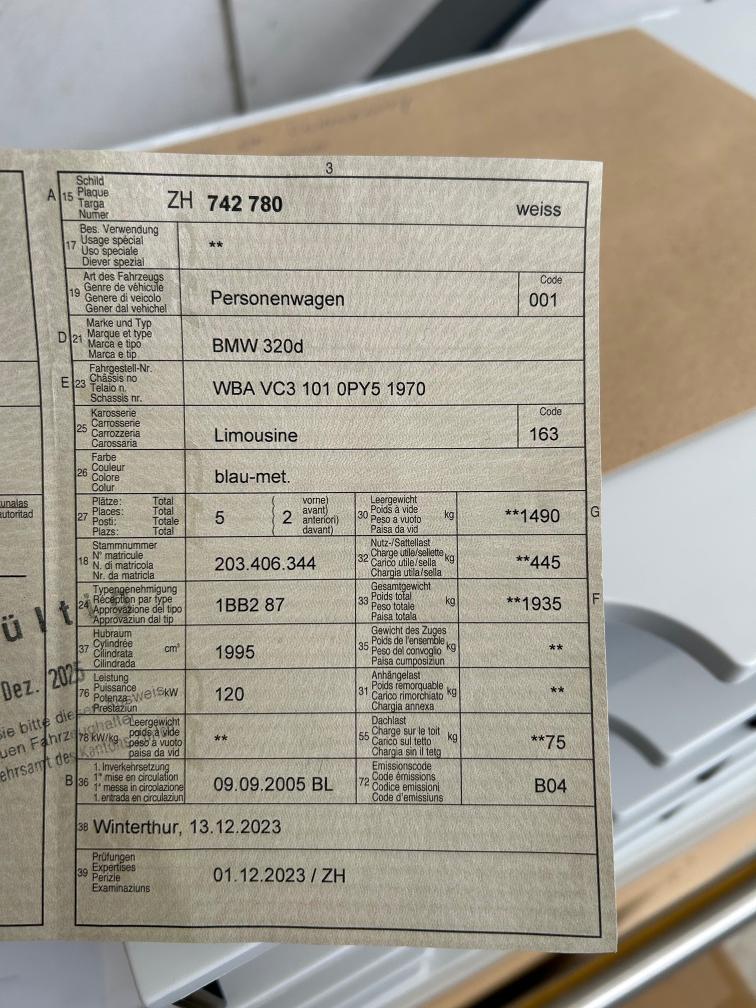 3
A 15 Schild
Plaque
Targa
Numer
ZH 742 780 weiss
17 Bes. Verwendung
Usage spécial
Uso speciale
Diever spezial
**
19 Art des Fahrzeugs
Genre de véhicule
Genere di veicolo
Gener dal vehichel
Personenwagen
Code
001
D 21 Marke und Typ
Marque et type
Marca e tipo
Marca e tip
BMW 320d
E 23 Fahrgestell-Nr.
Châssis no
Telaio n.
Schassis nr.
WBA VC3 101 0PY5 1970
25 Karosserie
Carrosserie
Carrozzeria
Carossaria
Limousine
Code
163
26 Farbe
Couleur
Colore
Colur
blau-met.
27 Plätze: Total
Places: Total
Posti: Totale
Plazs: Total
5
( 2 vorne)
avant)
anteriori)
davant)
30 Leergewicht
Poids à vide
Peso a vuoto
Paisa da vid
kg
**1490 G
18 Stammnummer
N° matricule
N. di matricola
Nr. da matricla
203.406.344
32 Nutz-/Sattellast
Charge utile/sellette
Carico utile/sella
Chargia utila/sella
kg
**445
24 Typengenehmigung
Réception par type
Approvazione del tipo
Approvaziun dal tip
1BB2 87
33 Gesamtgewicht
Poids total
Peso totale
Paisa totala
kg
**1935 F
37 Hubraum
Cylindrée
Cilindrata
Cilindrada
cm³
1995
35 Gewicht des Zuges
Poids de l'ensemble
Peso del convoglio
Paisa cumposiziun
kg
**
76 Leistung
Puissance
Potenza
Prestaziun
kW
120
31 Anhängelast
Poids remorquable
Carico rimorchiato
Chargia annexa
kg
**
78 kW/kg Leergewicht
poids à vide
peso à vuoto
paisa da vid
**
55 Dachlast
Charge sur le toit
Carico sul tetto
Chargia sin il tetg
kg
**75
B 36 1. Inverkehrsetzung
1re mise en circulation
1a messa in circolazione
1. entrada en circulaziun
09.09.2005 BL
72 Emissionscode
Code émissions
Codice emissioni
Code d'emissiuns
B04
38 Winterthur, 13.12.2023
39 Prüfungen
Expertises
Perizie
Examinaziuns
01.12.2023 / ZH
ült
Dez. 2025
sie bitte die
uen Fahrz